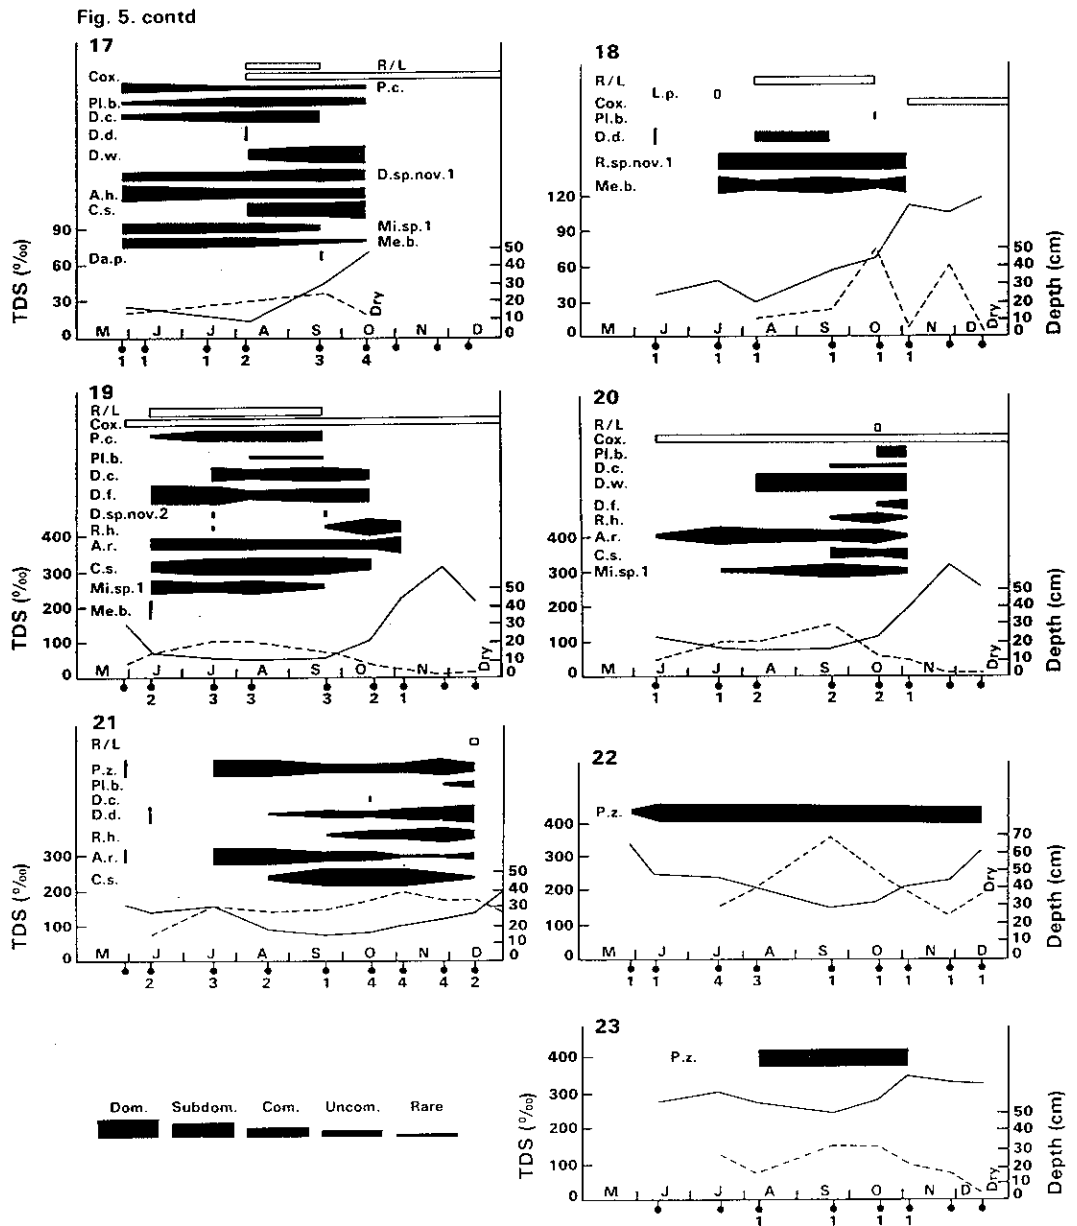 Fig. 5. contd
17
R/L
Cox.
P.c.
Pl.b.
D.c.
D.d.
D.w.
D.sp.nov.1
A.h.
C.s.
Mi.sp.1
Me.b.
Da.p.
90
60
30
0
TDS (°/oo)
50
40
30
20
10
0
Dry
M J J A S O N D
1 1 1 2 3 4
18
R/L
L.p.
Cox.
Pl.b.
D.d.
R.sp.nov.1
Me.b.
120
90
60
30
0
50
40
30
20
10
0
Depth (cm)
Dry
M J J A S O N D
1 1 1 1 1 1
19
R/L
Cox.
P.c.
Pl.b.
D.c.
D.f.
D.sp.nov.2
R.h.
A.r.
C.s.
Mi.sp.1
Me.b.
400
300
200
100
0
TDS (°/oo)
50
40
30
20
10
0
Dry
M J J A S O N D
2 3 3 3 2 1
20
R/L
Cox.
Pl.b.
D.c.
D.w.
D.f.
R.h.
A.r.
C.s.
Mi.sp.1
400
300
200
100
0
50
40
30
20
10
0
Depth (cm)
Dry
M J J A S O N D
1 1 2 2 2 1
21
R/L
P.z.
Pl.b.
D.c.
D.d.
R.h.
A.r.
C.s.
300
200
100
0
TDS (°/oo)
50
40
30
20
10
0
M J J A S O N D
2 3 2 1 4 4 4 2
22
P.z.
400
300
200
100
0
70
60
50
40
30
20
10
0
Depth (cm)
Dry
M J J A S O N D
1 1 4 3 1 1 1 1 1
23
P.z.
400
300
200
100
0
TDS (°/oo)
50
40
30
20
10
0
Depth (cm)
Dry
M J J A S O N D
1 1 1 1
Dom. Subdom. Com. Uncom. Rare